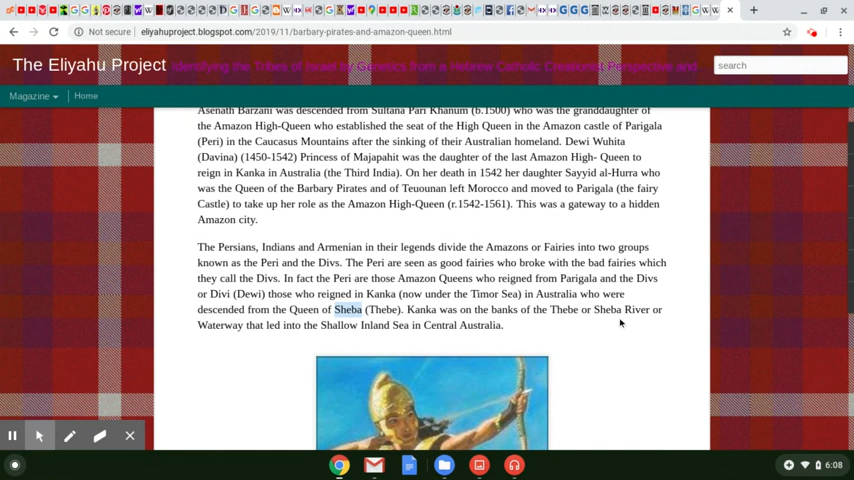 Not secure | eliyahuproject.blogspot.com/2019/11/barbary-pirates-and-amazon-queen.html
The Eliyahu Project Identifying the Tribes of Israel by Genetics from a Hebrew Catholic Creationist Perspective and
search
Magazine
Home
Asenath Barzani was descended from Sultana Pari Khanum (b.1500) who was the granddaughter of
the Amazon High-Queen who established the seat of the High Queen in the Amazon castle of Parigala
(Peri) in the Caucasus Mountains after the sinking of their Australian homeland. Dewi Wuhita
(Davina) (1450-1542) Princess of Majapahit was the daughter of the last Amazon High- Queen to
reign in Kanka in Australia (the Third India). On her death in 1542 her daughter Sayyid al-Hurra who
was the Queen of the Barbary Pirates and of Teuounan left Morocco and moved to Parigala (the fairy
Castle) to take up her role as the Amazon High-Queen (r.1542-1561). This was a gateway to a hidden
Amazon city.
The Persians, Indians and Armenian in their legends divide the Amazons or Fairies into two groups
known as the Peri and the Divs. The Peri are seen as good fairies who broke with the bad fairies which
they call the Divs. In fact the Peri are those Amazon Queens who reigned from Parigala and the Divs
or Divi (Dewi) those who reigned in Kanka (now under the Timor Sea) in Australia who were
descended from the Queen of Sheba (Thebe). Kanka was on the banks of the Thebe or Sheba River or
Waterway that led into the Shallow Inland Sea in Central Australia.
6:08